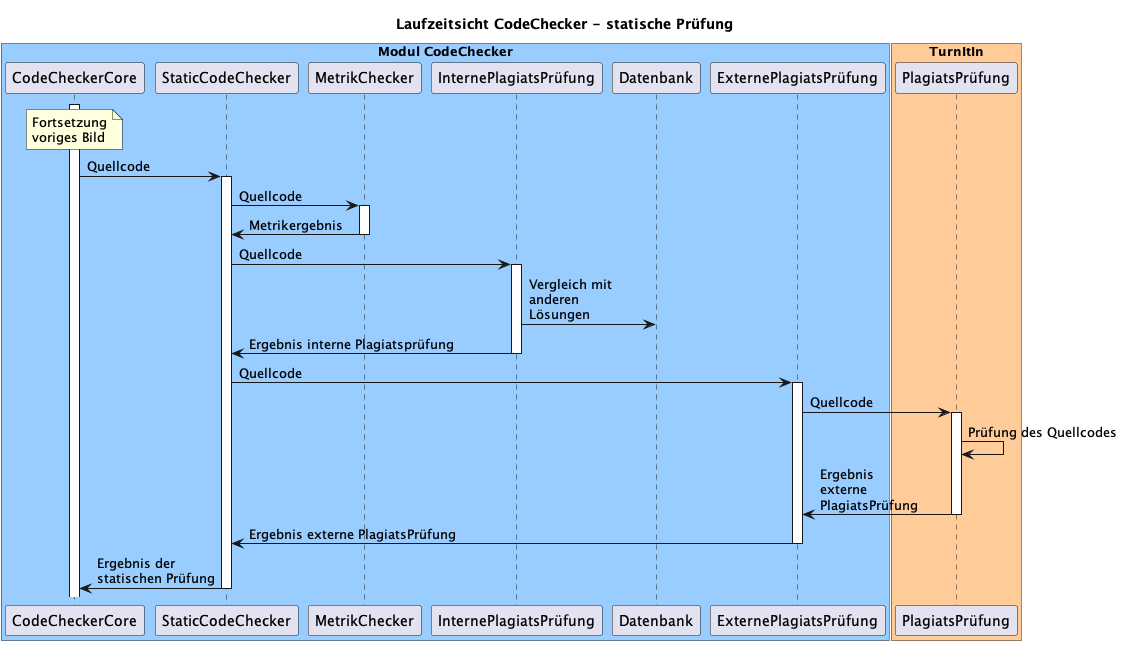 Laufzeitsicht CodeChecker - statische Prüfung
Modul CodeChecker
TurnItIn
CodeCheckerCore
StaticCodeChecker
MetrikChecker
InternePlagiatsPrüfung
Datenbank
ExternePlagiatsPrüfung
PlagiatsPrüfung
Fortsetzung
voriges Bild
Quellcode
Quellcode
Metrikergebnis
Quellcode
Vergleich mit
anderen
Lösungen
Ergebnis interne Plagiatsprüfung
Quellcode
Quellcode
Prüfung des Quellcodes
Ergebnis
externe
PlagiatsPrüfung
Ergebnis externe PlagiatsPrüfung
Ergebnis der
statischen Prüfung
CodeCheckerCore
StaticCodeChecker
MetrikChecker
InternePlagiatsPrüfung
Datenbank
ExternePlagiatsPrüfung
PlagiatsPrüfung